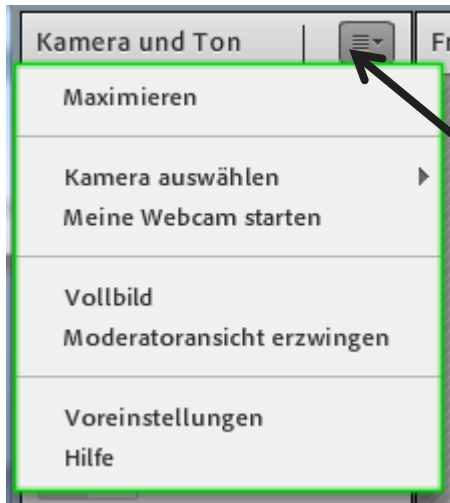 Kamera und Ton
Fr
Maximieren
Kamera auswählen
Meine Webcam starten
Vollbild
Moderatoransicht erzwingen
Voreinstellungen
Hilfe